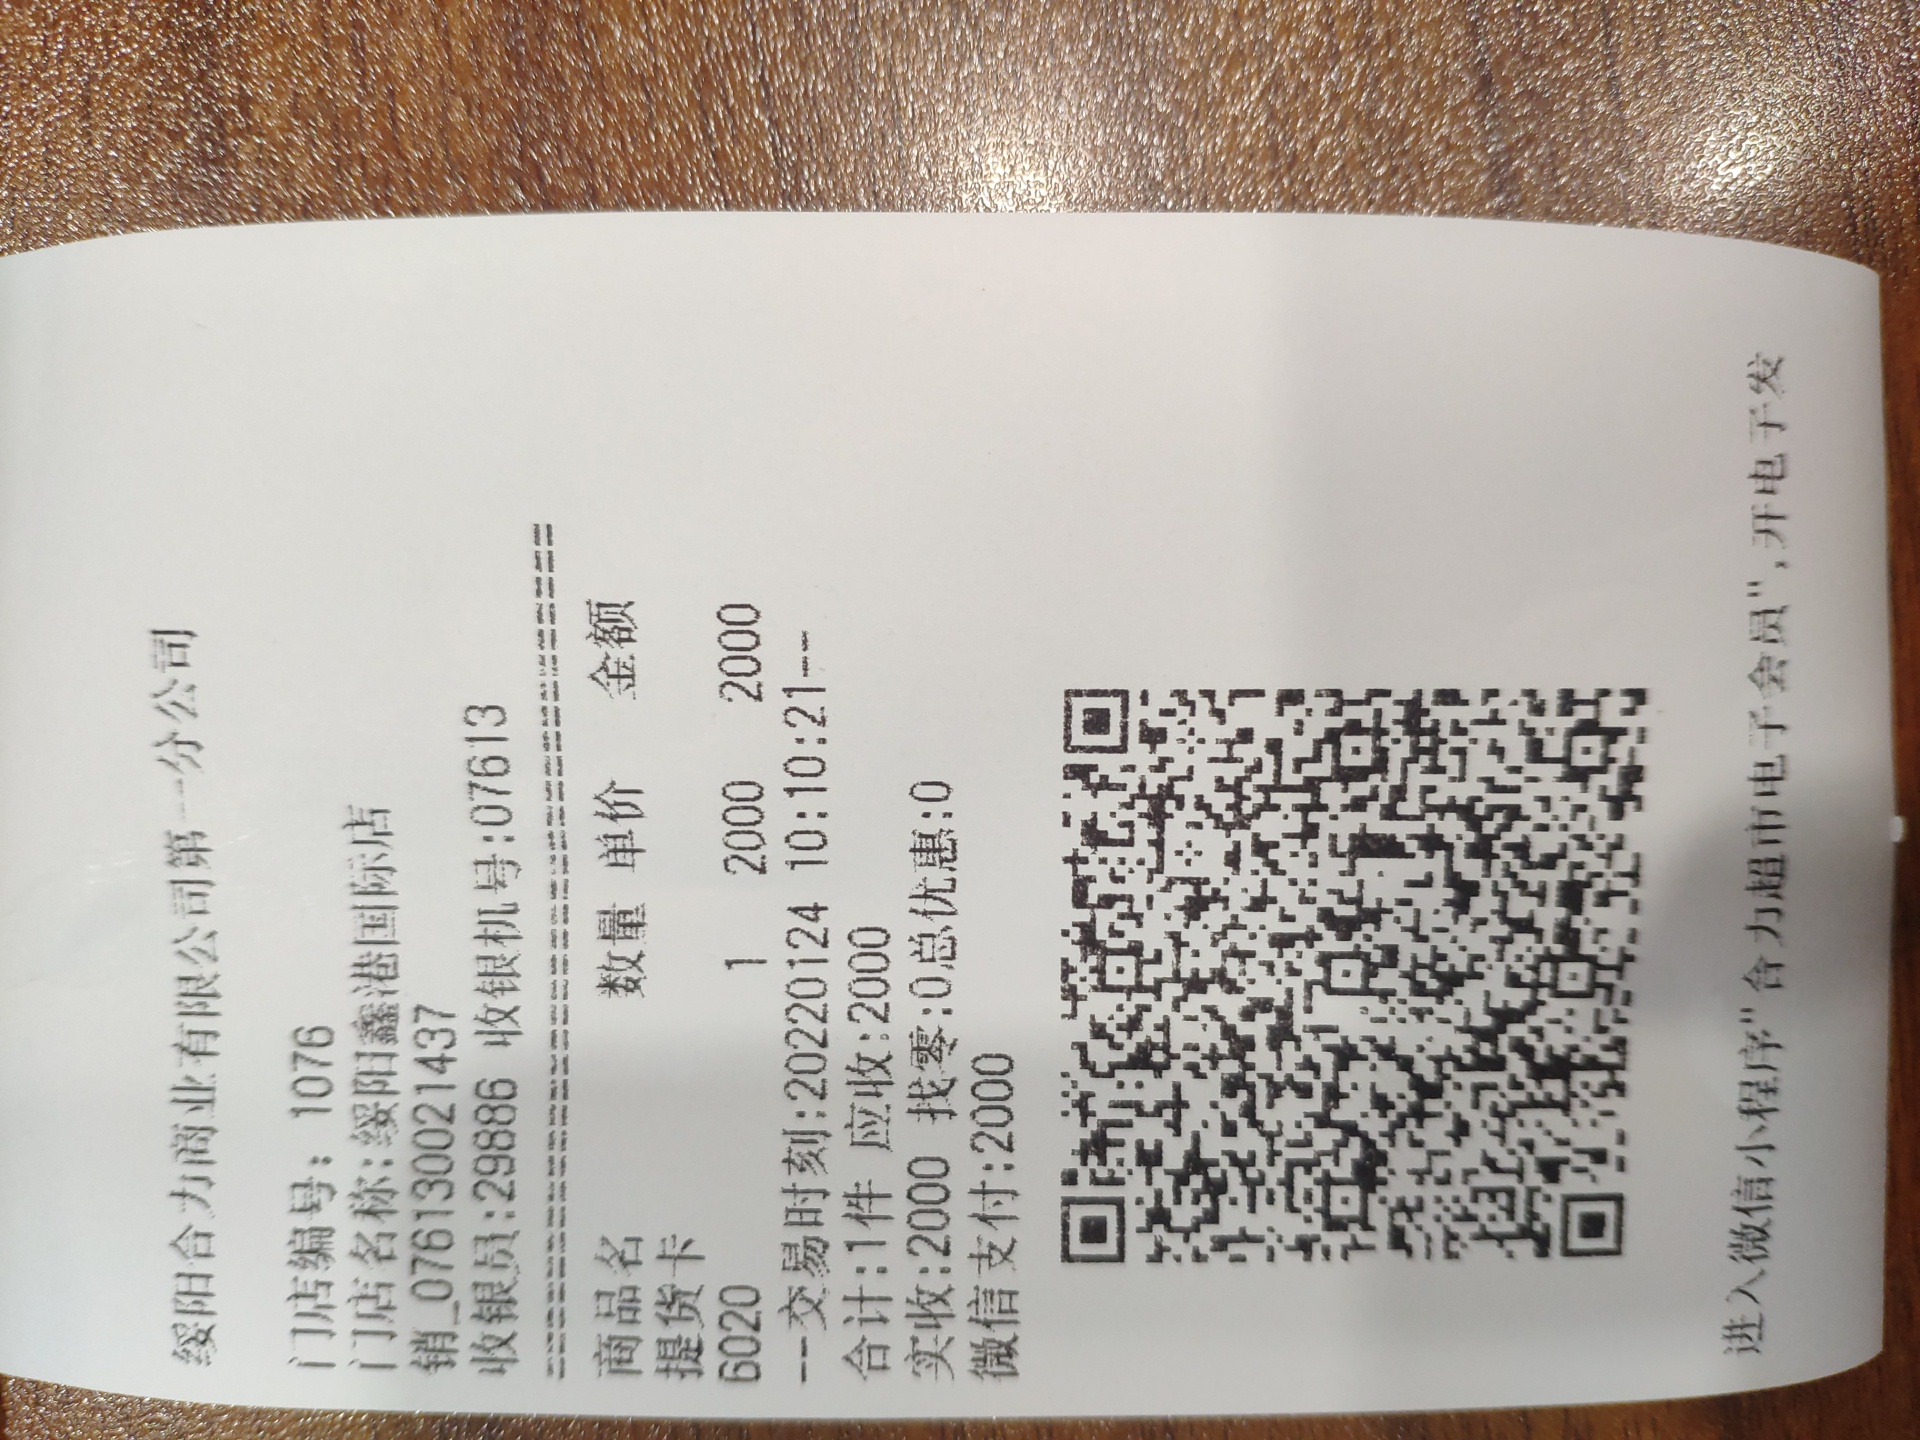 绥阳合力商业有限公司第一分公司
门店编号: 1076
门店名称:绥阳鑫港国际店
销_0761300021437
收银员:29886 收银机号:07613
商品名 数量 单价 金额
提货卡
6020 1 2000 2000
--交易时刻:20220124 10:10:21--
合计:1件 应收:2000
实收:2000 找零:0总优惠:0
微信支付:2000
进入微信小程序"合力超市电子会员",开电子发